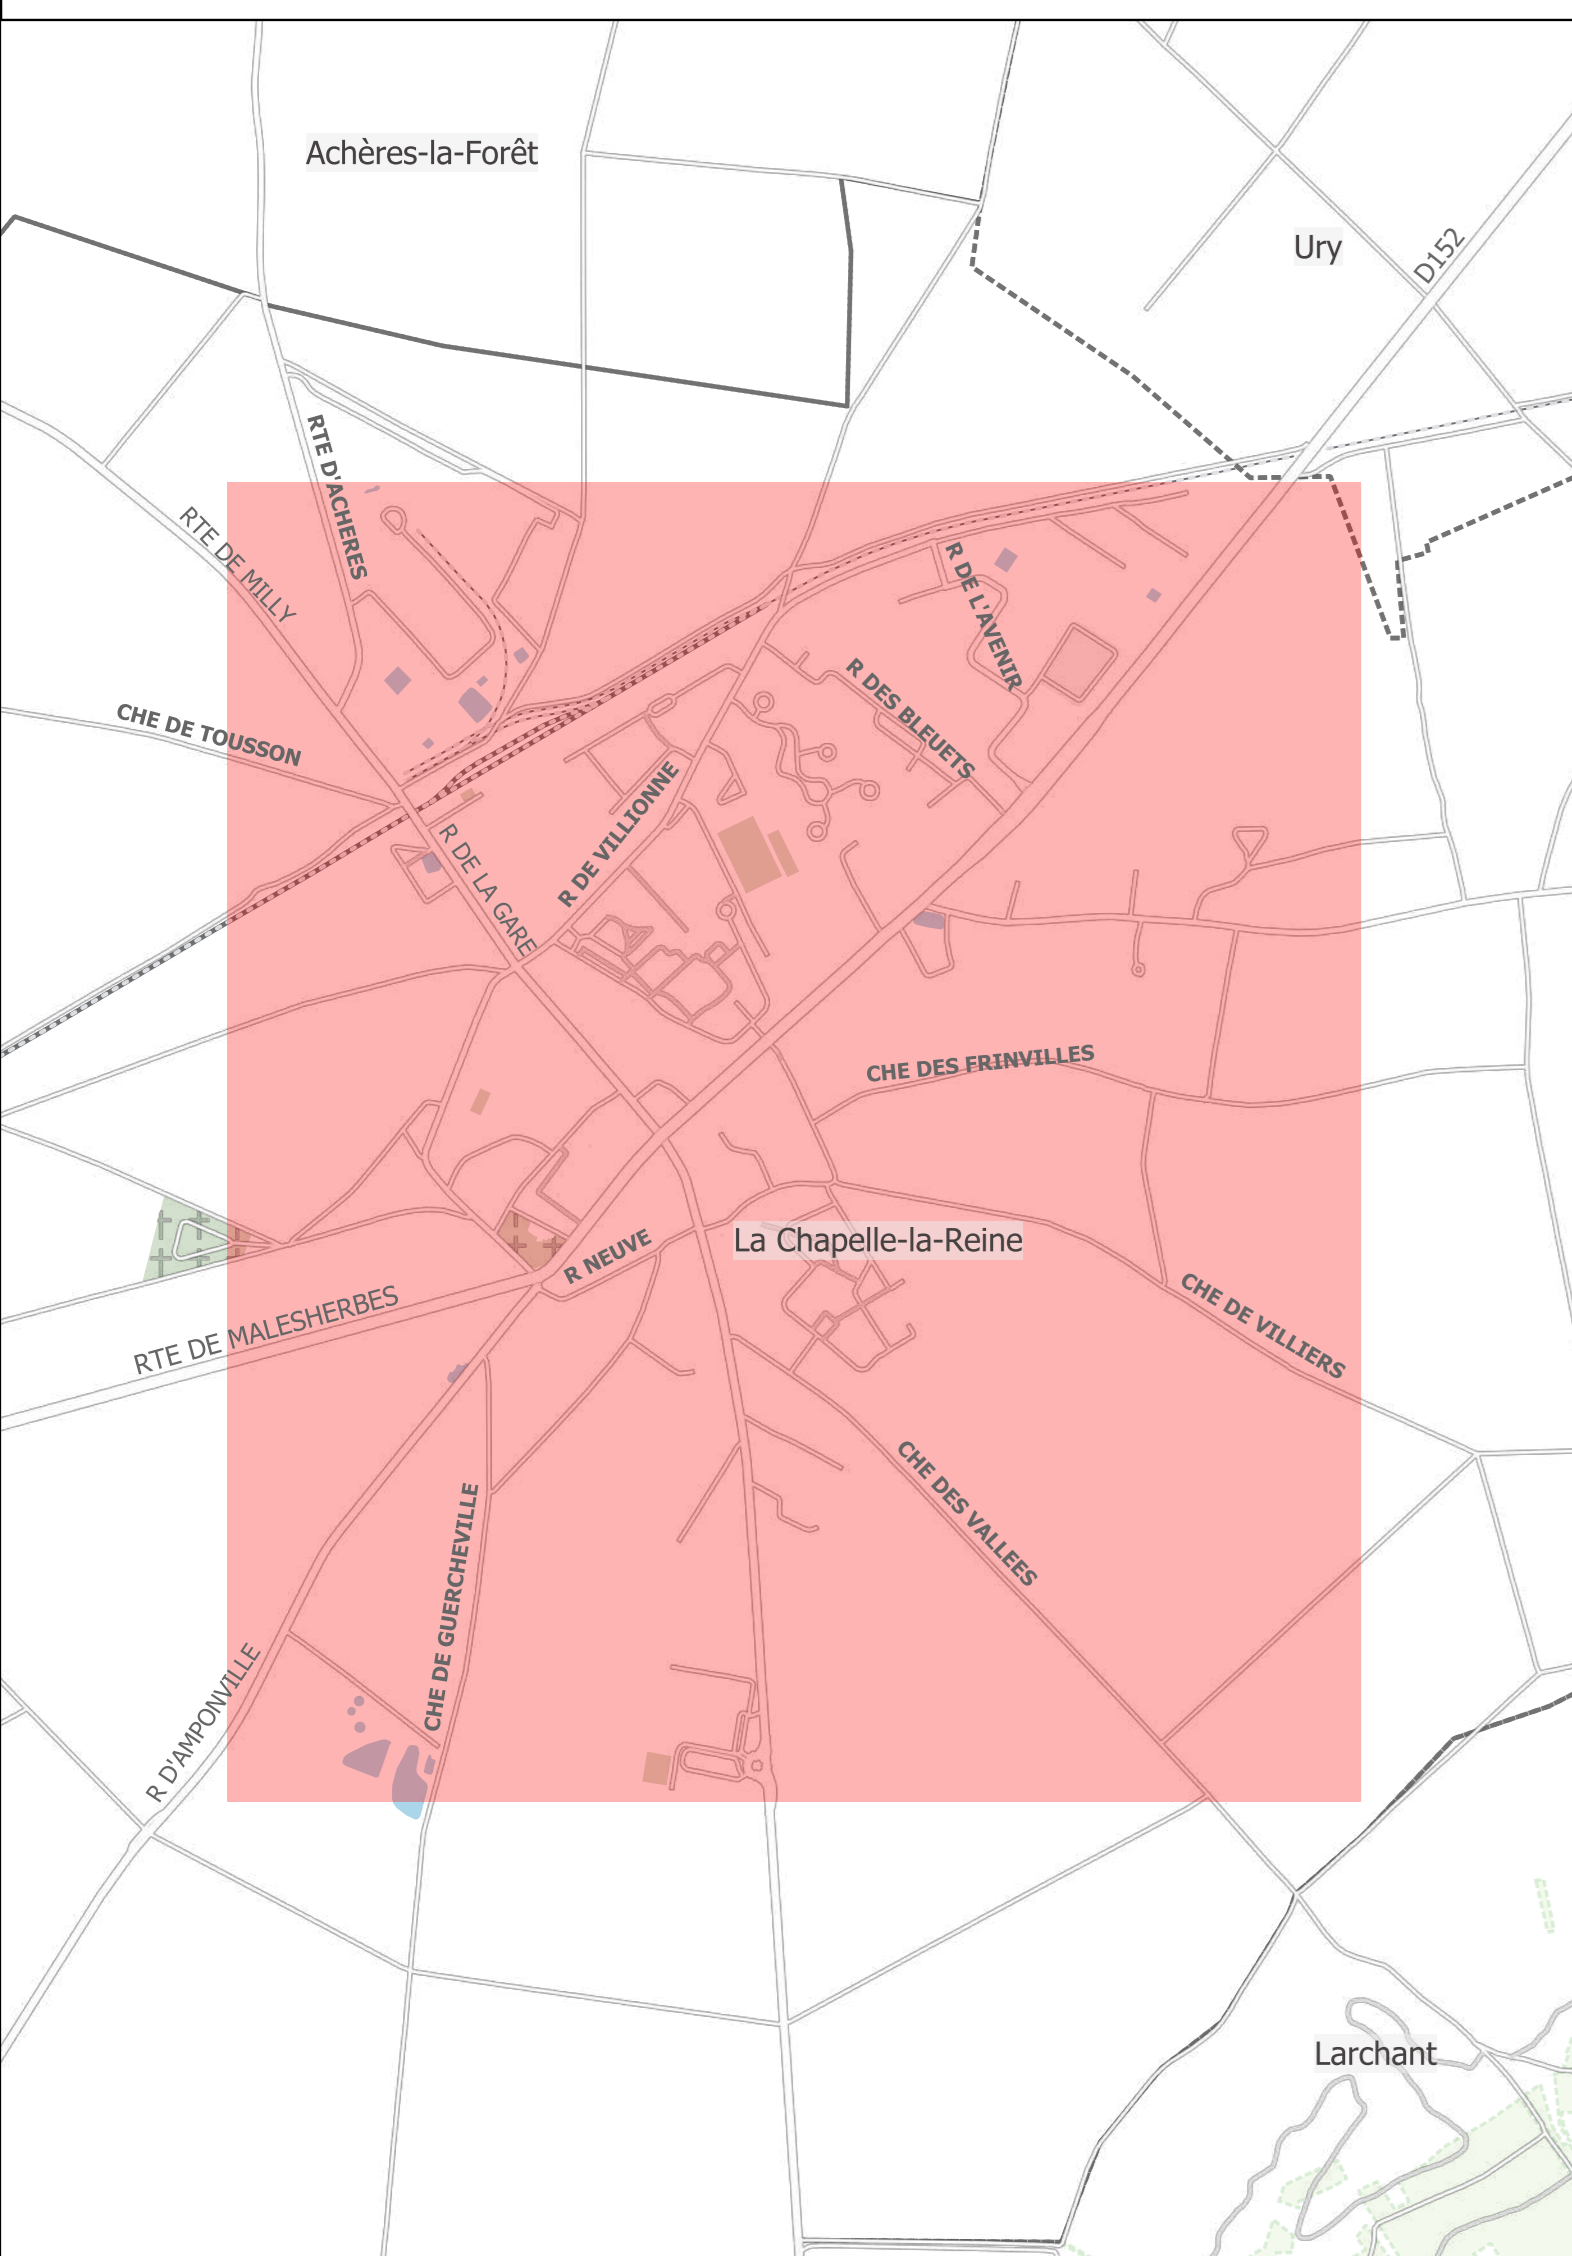 Achères-la-Forêt
Ury
D152
RTE D'ACHERES
RTE DE MILLY
R DE L'AVENIR
R DES BLEUETS
CHE DE TOUSSON
R DE VILLIONNE
R DE LA GARE
CHE DES FRINVILLES
La Chapelle-la-Reine
R NEUVE
RTE DE MALESHERBES
CHE DE VILLIERS
CHE DES VALLEES
CHE DE GUERCHEVILLE
R D'AMPONVILLE
Larchant